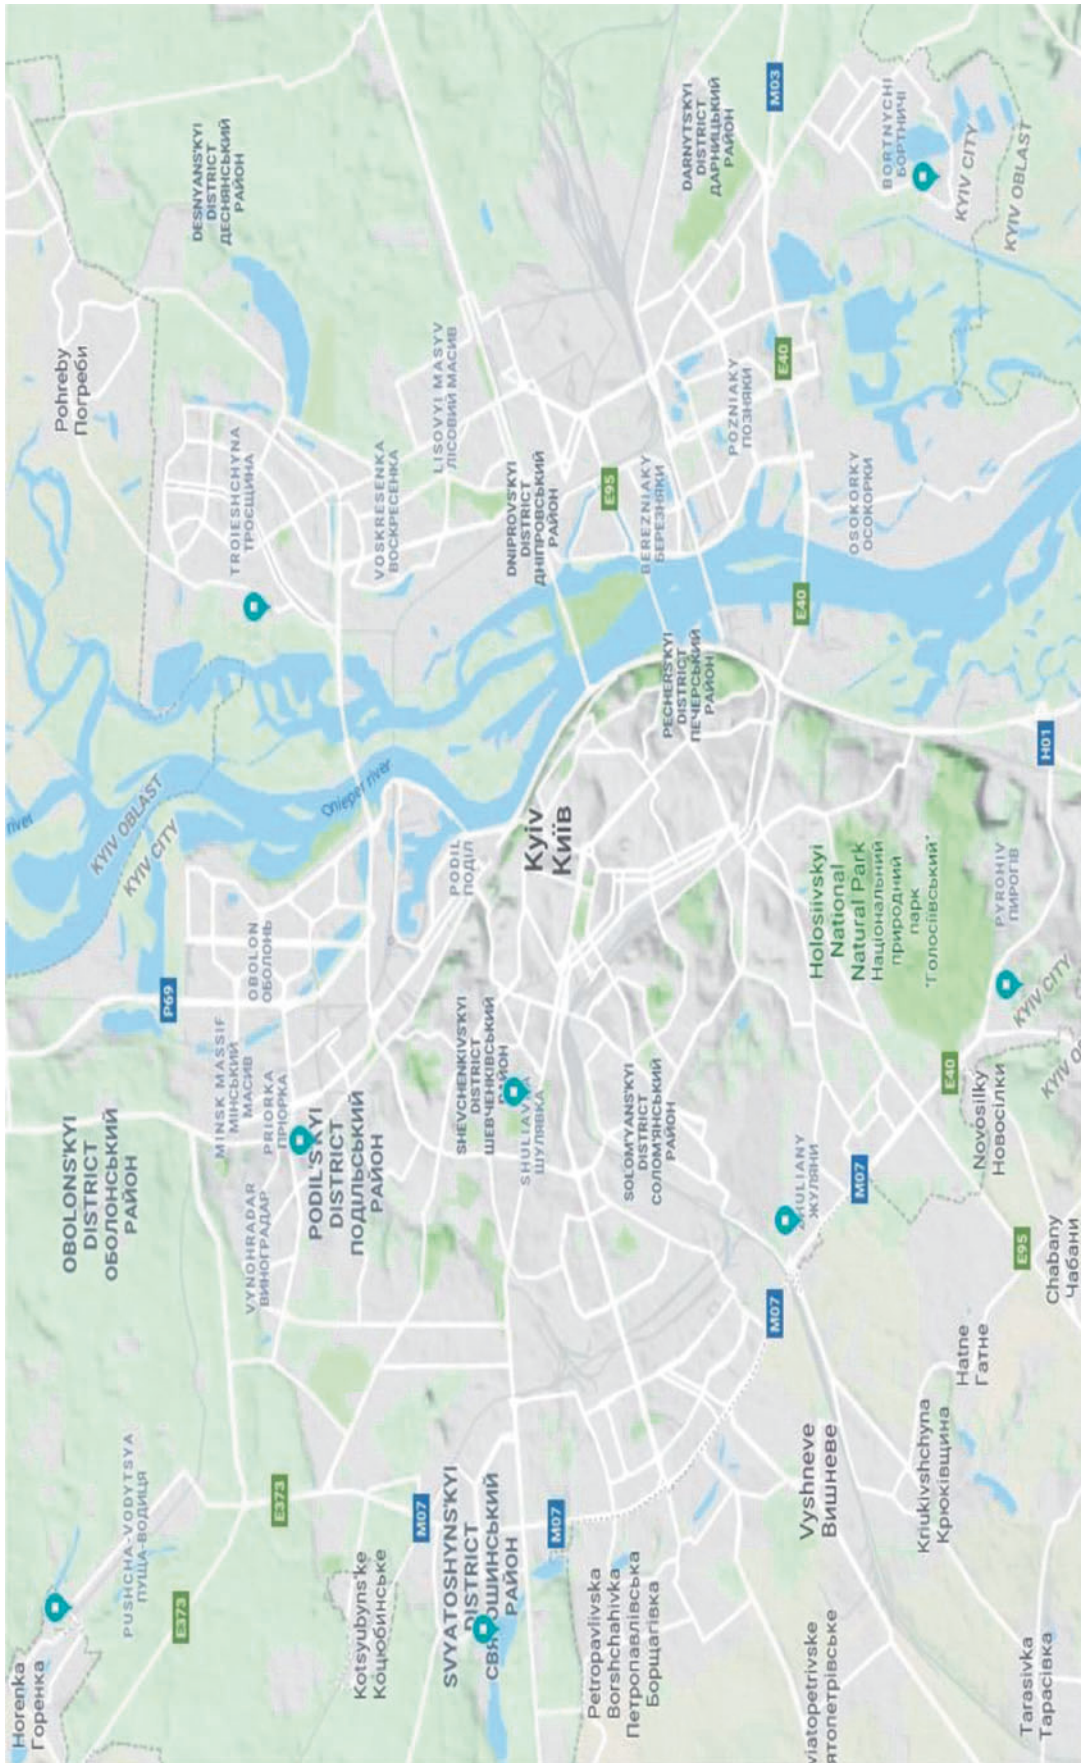 Horenka
Горенка
river
Pohreby
Погреби
OBOLONS'KYI
DISTRICT
ОБОЛОНСЬКИЙ
РАЙОН
KYIV OBLAST
KYIV CITY
PUSHCHA-VODYTSYA
ПУЩА-ВОДИЦЯ
E373
P69
DESNYANS'KYI
DISTRICT
ДЕСНЯНСЬКИЙ
РАЙОН
MINSK MASSIF
МІНСЬКИЙ
МАСИВ
TROIESHCHYNA
ТРОЄЩИНА
VYNOHRADAR
ВИНОГРАДАР
PRIORKA
ПРІОРКА
OBOLON
ОБОЛОНЬ
E373
PODIL'S'KYI
DISTRICT
ПОДІЛЬСЬКИЙ
РАЙОН
Dnieper river
Kotsyubyns'ke
Коцюбинське
VOSKRESENKA
ВОСКРЕСЕНКА
M07
LISOVYI MASYV
ЛІСОВИЙ МАСИВ
SVYATOSHYNS'KYI
DISTRICT
СВЯТОШИНСЬКИЙ
РАЙОН
SHEVCHENKIVS'KYI
DISTRICT
ШЕВЧЕНКІВСЬКИЙ
РАЙОН
PODIL
ПОДІЛ
DNIPROVS'KYI
DISTRICT
ДНІПРОВСЬКИЙ
РАЙОН
SHULIAVKA
ШУЛЯВКА
Kyiv
Київ
M07
E95
Petropavlivska
Borshchahivka
Петропавлівська
Борщагівка
SOLOM'YANS'KYI
DISTRICT
СОЛОМ'ЯНСЬКИЙ
РАЙОН
BEREZNIAKY
БЕРЕЗНЯКИ
PECHERS'KYI
DISTRICT
ПЕЧЕРСЬКИЙ
РАЙОН
DARNYTS'KYI
DISTRICT
ДАРНИЦЬКИЙ
РАЙОН
POZNIAKY
ПОЗНЯКИ
M07
E40
M03
ZHULIANY
ЖУЛЯНИ
E40
Vyshneve
Вишневе
viatopetrivske
ятопетрівське
Holosiivskyi
National
Natural Park
Національний
природний
парк
"Голосіївський"
M07
OSOKORKY
ОСОКОРКИ
BORTNYCHI
БОРТНИЧІ
Kriukivshchyna
Крюківщина
E40
KYIV CITY
KYIV OBLAST
Hatne
Гатне
Novosilky
Новосілки
PYROHIV
ПИРОГІВ
E95
KYIV CITY
KYIV O
H01
Tarasivka
Тарасівка
Chabany
Чабани